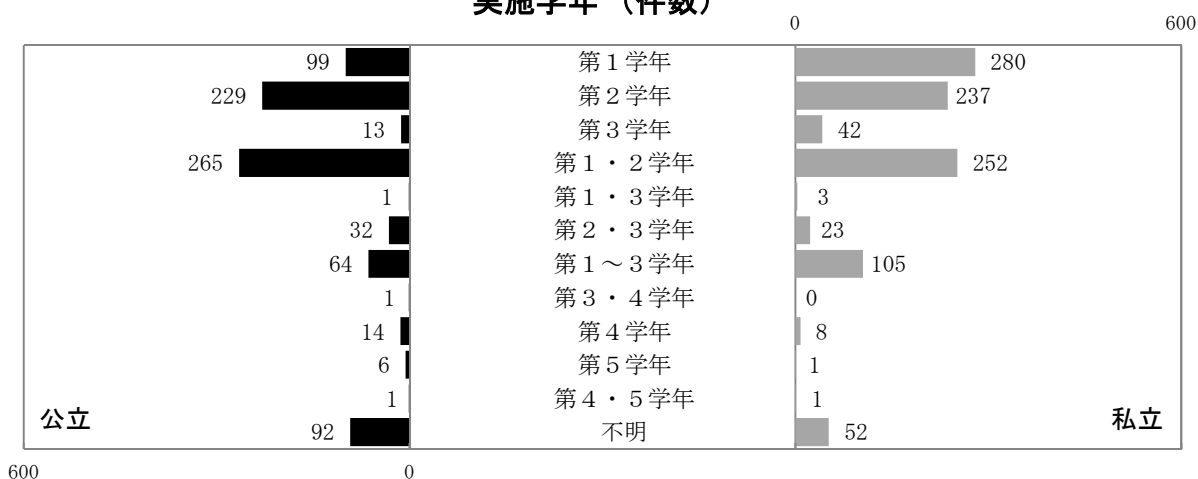 実施学年（件数）
0 600
99 第１学年 280
229 第２学年 237
13 第３学年 42
265 第１・２学年 252
1 第１・３学年 3
32 第２・３学年 23
64 第１～３学年 105
1 第３・４学年 0
14 第４学年 8
6 第５学年 1
1 第４・５学年 1
公立 私立
92 不明 52
600 0